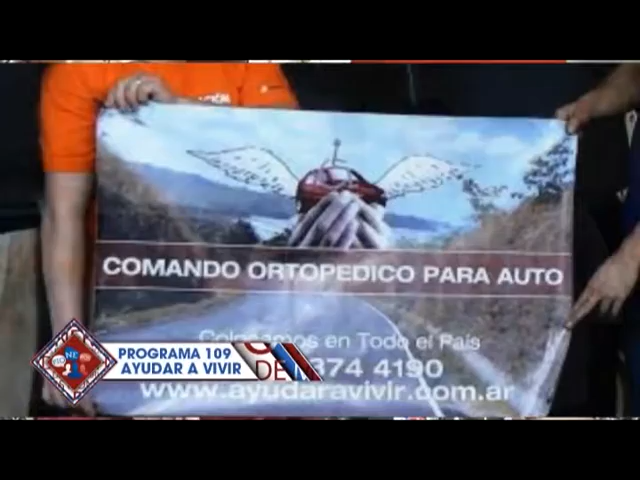 COMANDO ORTOPEDICO PARA AUTO
Colocamos en Todo el País
374 4190
www.ayudaravivir.com.ar
PROGRAMA 109
AYUDAR A VIVIR
DE